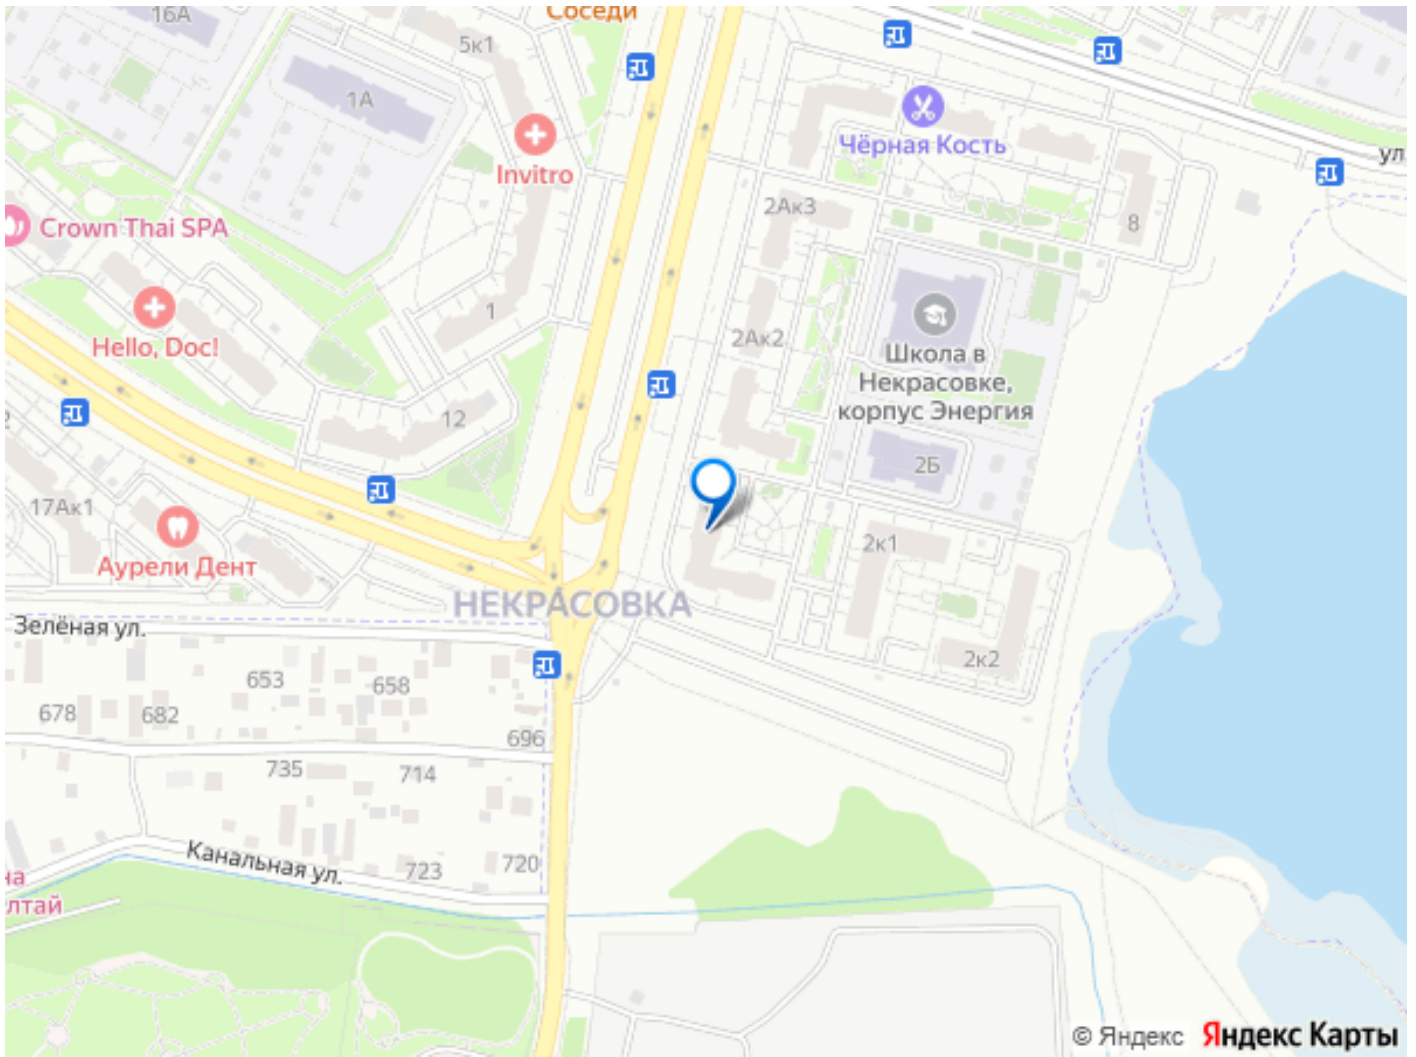 16А
Соседи
5к1
1А
Invitro
Чёрная Кость
ул
2Ак3
8
Crown Thai SPA
1
Hello, Doc!
2Ак2
Школа в
Некрасовке,
корпус Энергия
12
2Б
17Ак1
2к1
Аурели Дент
НЕКРАСОВКА
Зелёная ул.
2к2
653
658
678
682
696
735
714
Канальная ул.
723
720
на
лтай
© Яндекс
Яндекс Карты